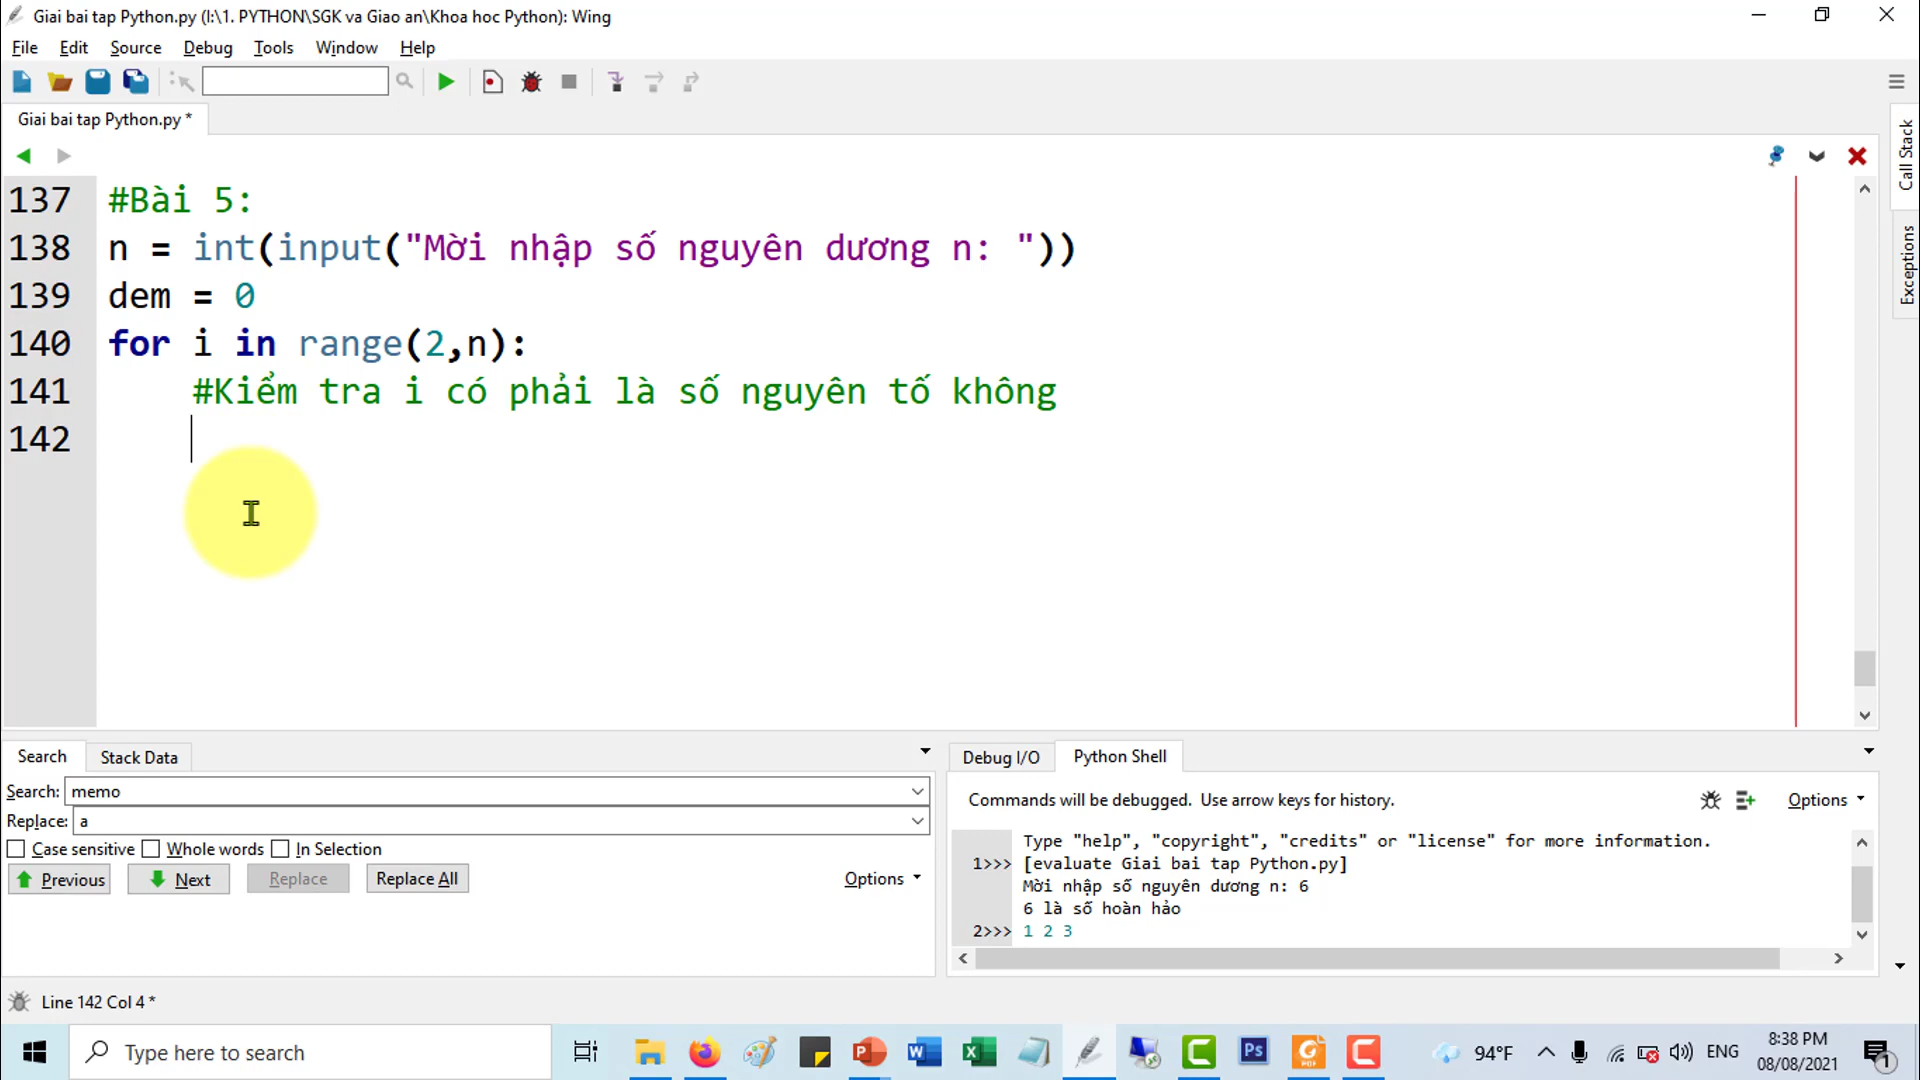 Giai bai tap Python.py (I:\1. PYTHON\SGK va Giao an\Khoa hoc Python): Wing
File Edit Source Debug Tools Window Help
Giai bai tap Python.py *
137 #Bài 5:
138 n = int(input("Mời nhập số nguyên dương n: "))
139 dem = 0
140 for i in range(2,n):
141 #Kiểm tra i có phải là số nguyên tố không
142
Call Stack
Exceptions
Search Stack Data
Search: memo
Replace: a
Case sensitive Whole words In Selection
Previous Next Replace Replace All Options
Debug I/O Python Shell
Commands will be debugged. Use arrow keys for history. Options
Type "help", "copyright", "credits" or "license" for more information.
1>>> [evaluate Giai bai tap Python.py]
Mời nhập số nguyên dương n: 6
6 là số hoàn hảo
2>>> 1 2 3
Line 142 Col 4 *
Type here to search
94°F ENG
8:38 PM
08/08/2021
1